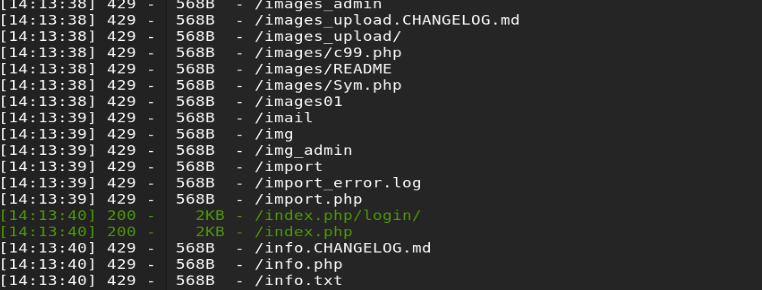 [14:13:38] 429 - 568B - /images_admin
[14:13:38] 429 - 568B - /images_upload.CHANGELOG.md
[14:13:38] 429 - 568B - /images_upload/
[14:13:38] 429 - 568B - /images/c99.php
[14:13:38] 429 - 568B - /images/README
[14:13:38] 429 - 568B - /images/Sym.php
[14:13:38] 429 - 568B - /images01
[14:13:39] 429 - 568B - /imail
[14:13:39] 429 - 568B - /img
[14:13:39] 429 - 568B - /img_admin
[14:13:39] 429 - 568B - /import
[14:13:39] 429 - 568B - /import_error.log
[14:13:39] 429 - 568B - /import.php
[14:13:40] 200 - 2KB - /index.php/login/
[14:13:40] 200 - 2KB - /index.php
[14:13:40] 429 - 568B - /info.CHANGELOG.md
[14:13:40] 429 - 568B - /info.php
[14:13:40] 429 - 568B - /info.txt